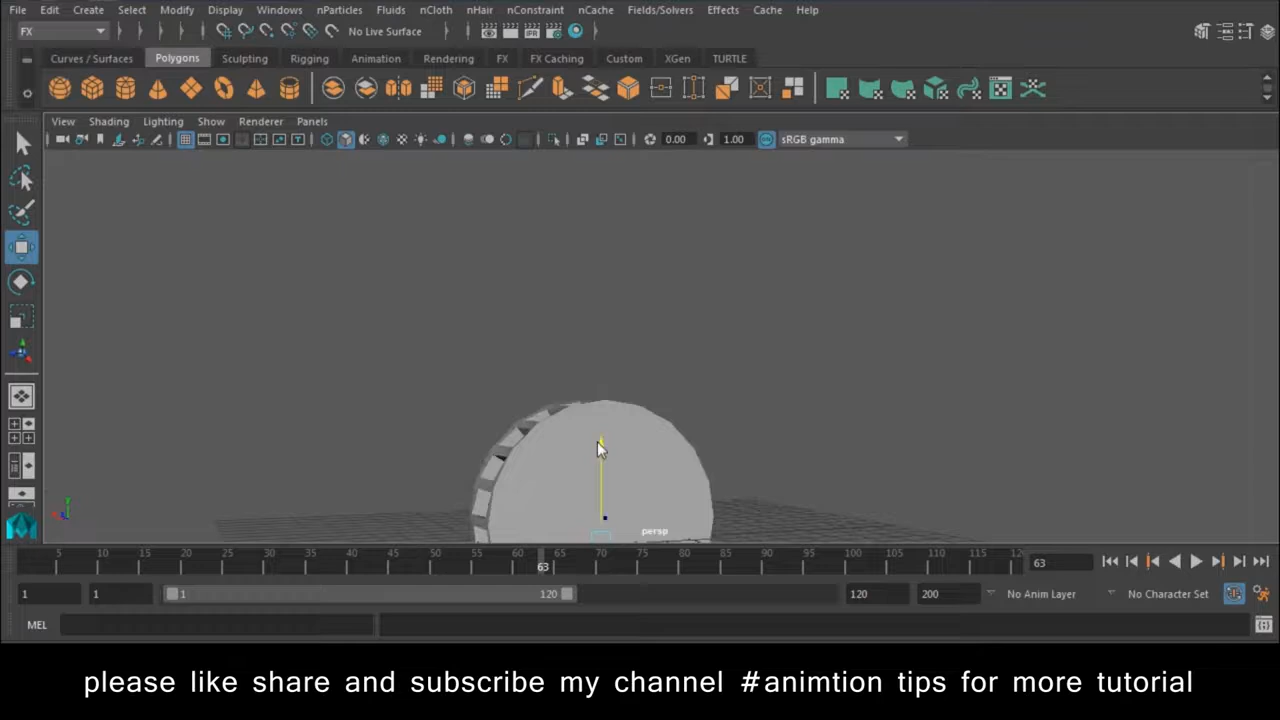 File Edit Create Select Modify Display Windows nParticles Fluids nCloth nHair nConstraint nCache Fields/Solvers Effects Cache Help
FX No Live Surface
Curves / Surfaces Polygons Sculpting Rigging Animation Rendering FX FX Caching Custom XGen TURTLE
View Shading Lighting Show Renderer Panels
0.00 1.00 sRGB gamma
persp
5 10 15 20 25 30 35 40 45 50 55 60 65 70 75 80 85 90 95 100 105 110 115 12
63 63
1 1 1 120 120 200 No Anim Layer No Character Set
MEL
please like share and subscribe my channel #animtion tips for more tutorial